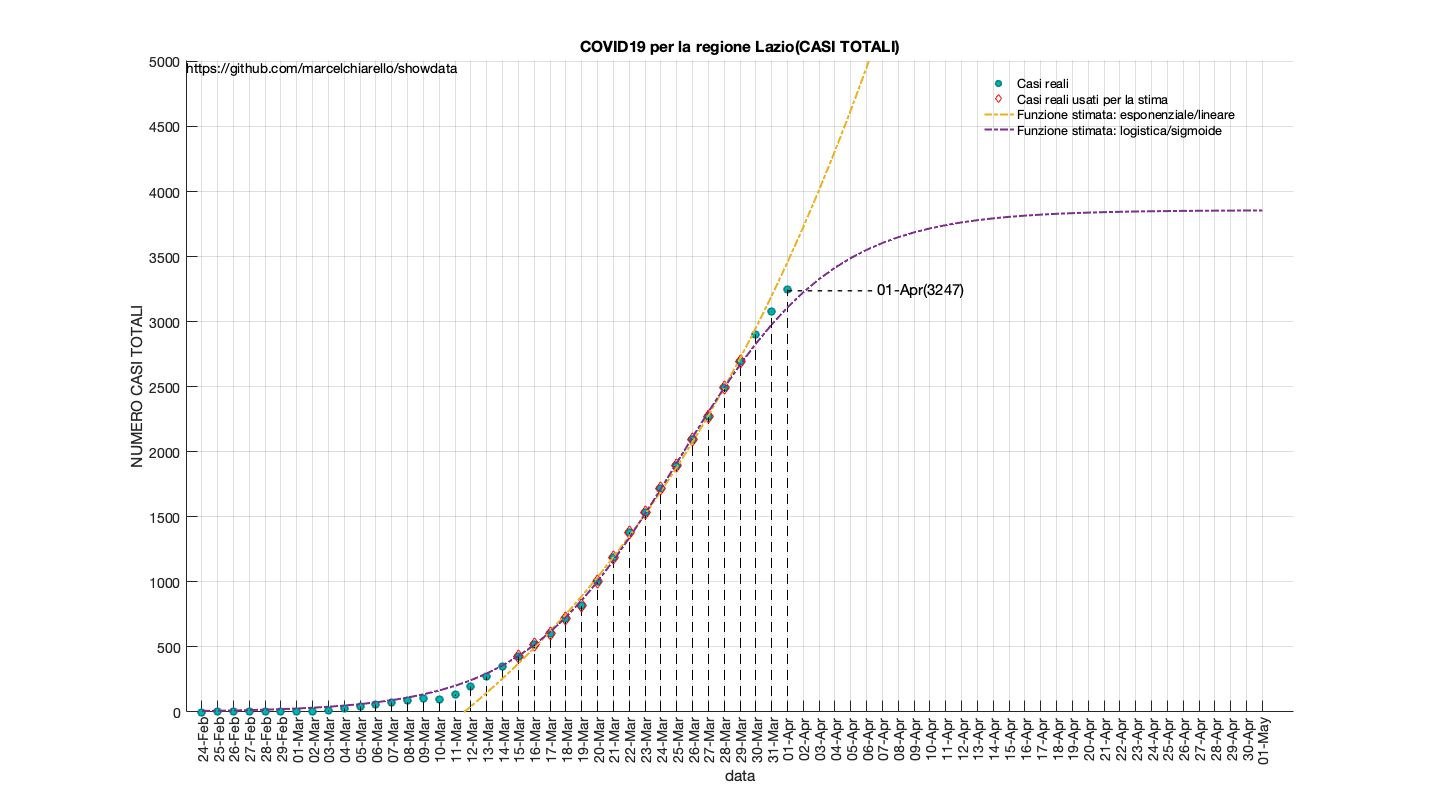 COVID19 per la regione Lazio(CASI TOTALI)
https://github.com/marcelchiarello/showdata
Casi reali
Casi reali usati per la stima
Funzione stimata: esponenziale/lineare
Funzione stimata: logistica/sigmoide
5000
4500
4000
3500
3000
2500
2000
1500
1000
500
0
NUMERO CASI TOTALI
01-Apr(3247)
24-Feb
25-Feb
26-Feb
27-Feb
28-Feb
29-Feb
01-Mar
02-Mar
03-Mar
04-Mar
05-Mar
06-Mar
07-Mar
08-Mar
09-Mar
10-Mar
11-Mar
12-Mar
13-Mar
14-Mar
15-Mar
16-Mar
17-Mar
18-Mar
19-Mar
20-Mar
21-Mar
22-Mar
23-Mar
24-Mar
25-Mar
26-Mar
27-Mar
28-Mar
29-Mar
30-Mar
31-Mar
01-Apr
02-Apr
03-Apr
04-Apr
05-Apr
06-Apr
07-Apr
08-Apr
09-Apr
10-Apr
11-Apr
12-Apr
13-Apr
14-Apr
15-Apr
16-Apr
17-Apr
18-Apr
19-Apr
20-Apr
21-Apr
22-Apr
23-Apr
24-Apr
25-Apr
26-Apr
27-Apr
28-Apr
29-Apr
30-Apr
01-May
data